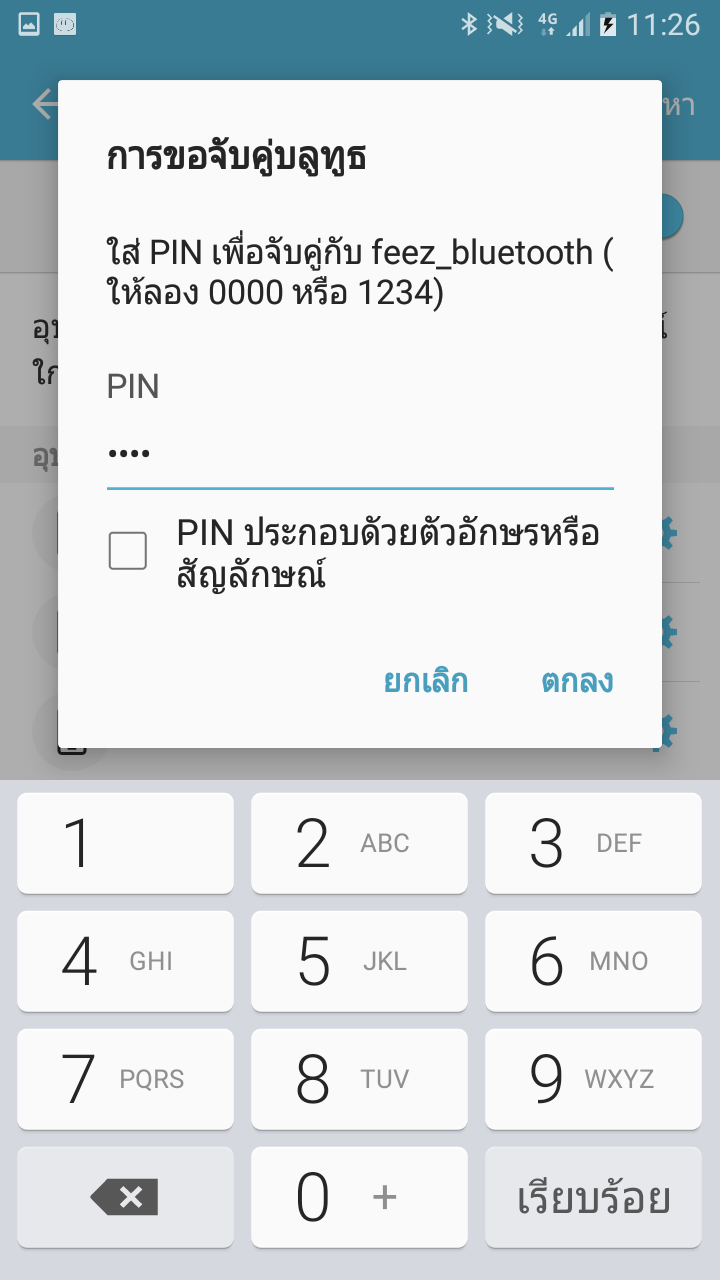 4G 11:26
หา
การขอจับคู่บลูทูธ
ใส่ PIN เพื่อจับคู่กับ feez_bluetooth (
ให้ลอง 0000 หรือ 1234)
PIN
••••
PIN ประกอบด้วยตัวอักษรหรือ
สัญลักษณ์
ยกเลิก ตกลง
1 2 ABC 3 DEF
4 GHI 5 JKL 6 MNO
7 PQRS 8 TUV 9 WXYZ
0 + เรียบร้อย